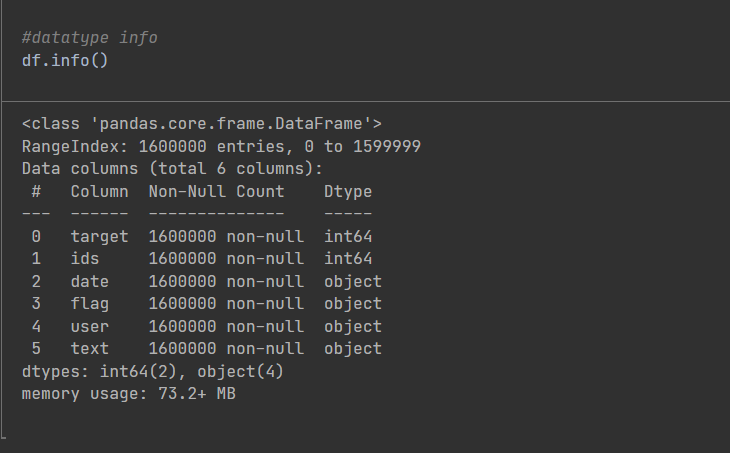 #datatype info
df.info()
<class 'pandas.core.frame.DataFrame'>
RangeIndex: 1600000 entries, 0 to 1599999
Data columns (total 6 columns):
 #   Column  Non-Null Count    Dtype
---  ------  --------------    -----
 0   target  1600000 non-null  int64
 1   ids     1600000 non-null  int64
 2   date    1600000 non-null  object
 3   flag    1600000 non-null  object
 4   user    1600000 non-null  object
 5   text    1600000 non-null  object
dtypes: int64(2), object(4)
memory usage: 73.2+ MB